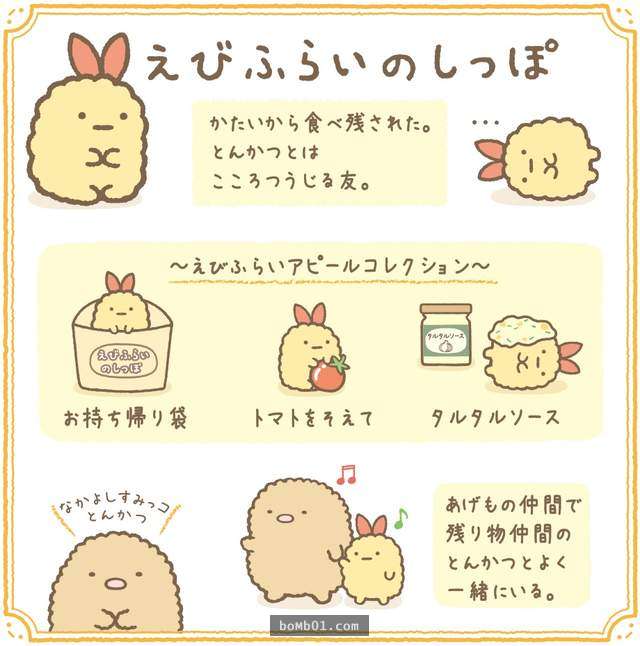 えびふらいのしっぽ
かたいから食べ残された。
とんかつとは
こころつうじる友。
...
～えびふらいアピールコレクション～
えびふらい
のしっぽ
タルタルソース
お持ち帰り袋
トマトをそえて
タルタルソース
なかよしすみっコ
とんかつ
あげもの仲間で
残り物仲間の
とんかつとよく
一緒にいる。
boMb01.com